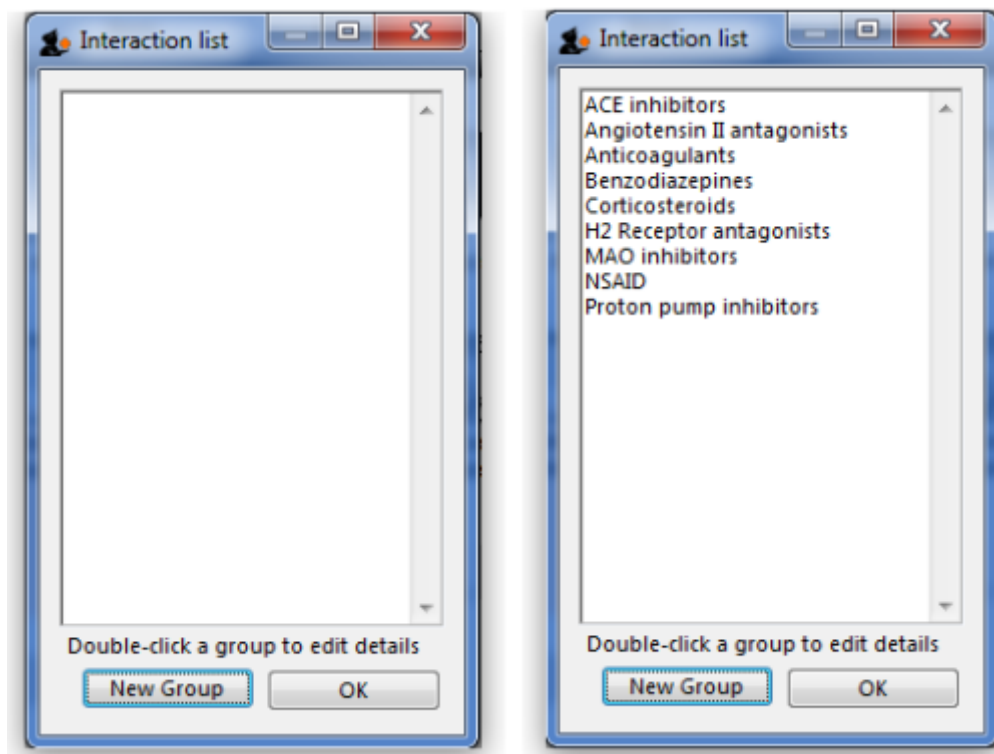 Interaction list
Double-click a group to edit details
New Group
OK
Interaction list
ACE inhibitors
Angiotensin II antagonists
Anticoagulants
Benzodiazepines
Corticosteroids
H2 Receptor antagonists
MAO inhibitors
NSAID
Proton pump inhibitors
Double-click a group to edit details
New Group
OK